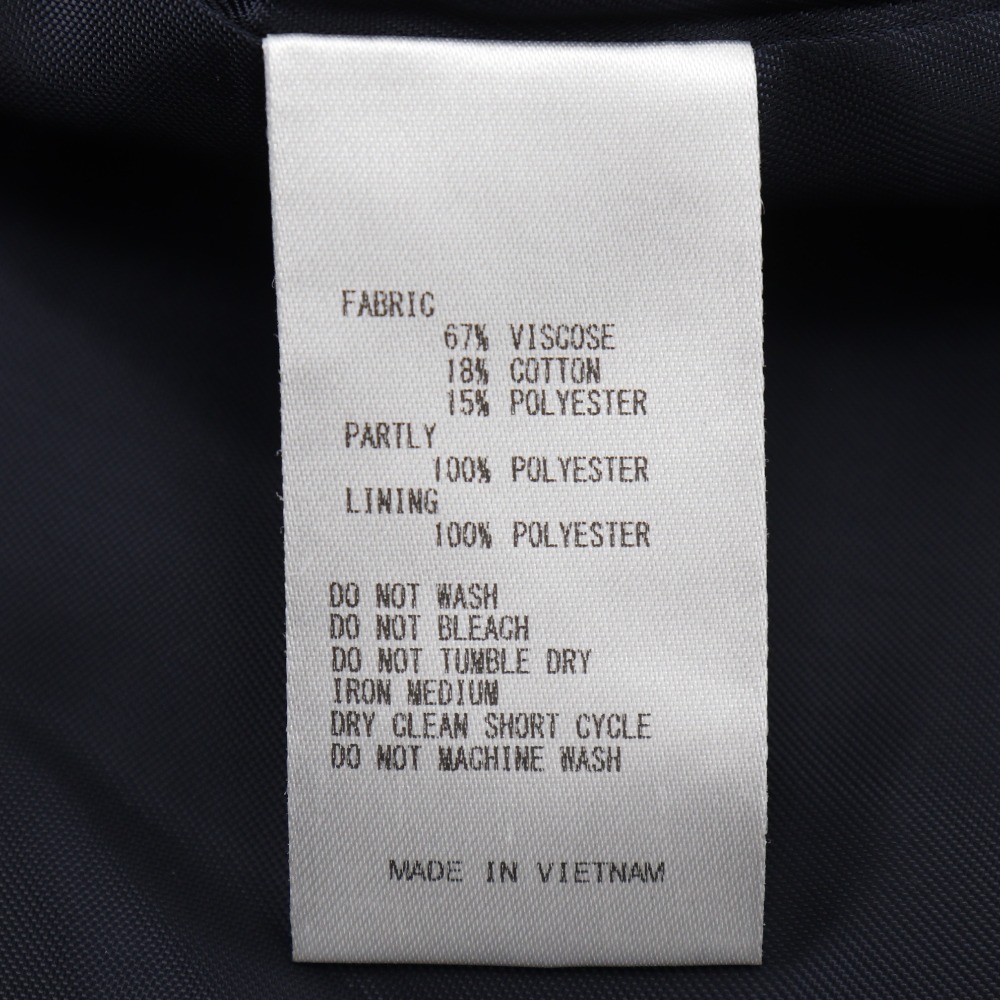 FABRIC
67% VISCOSE
18% COTTON
15% POLYESTER
PARTLY
100% POLYESTER
LINING
100% POLYESTER
DO NOT WASH
DO NOT BLEACH
DO NOT TUMBLE DRY
IRON MEDIUM
DRY CLEAN SHORT CYCLE
DO NOT MACHINE WASH
MADE IN VIETNAM